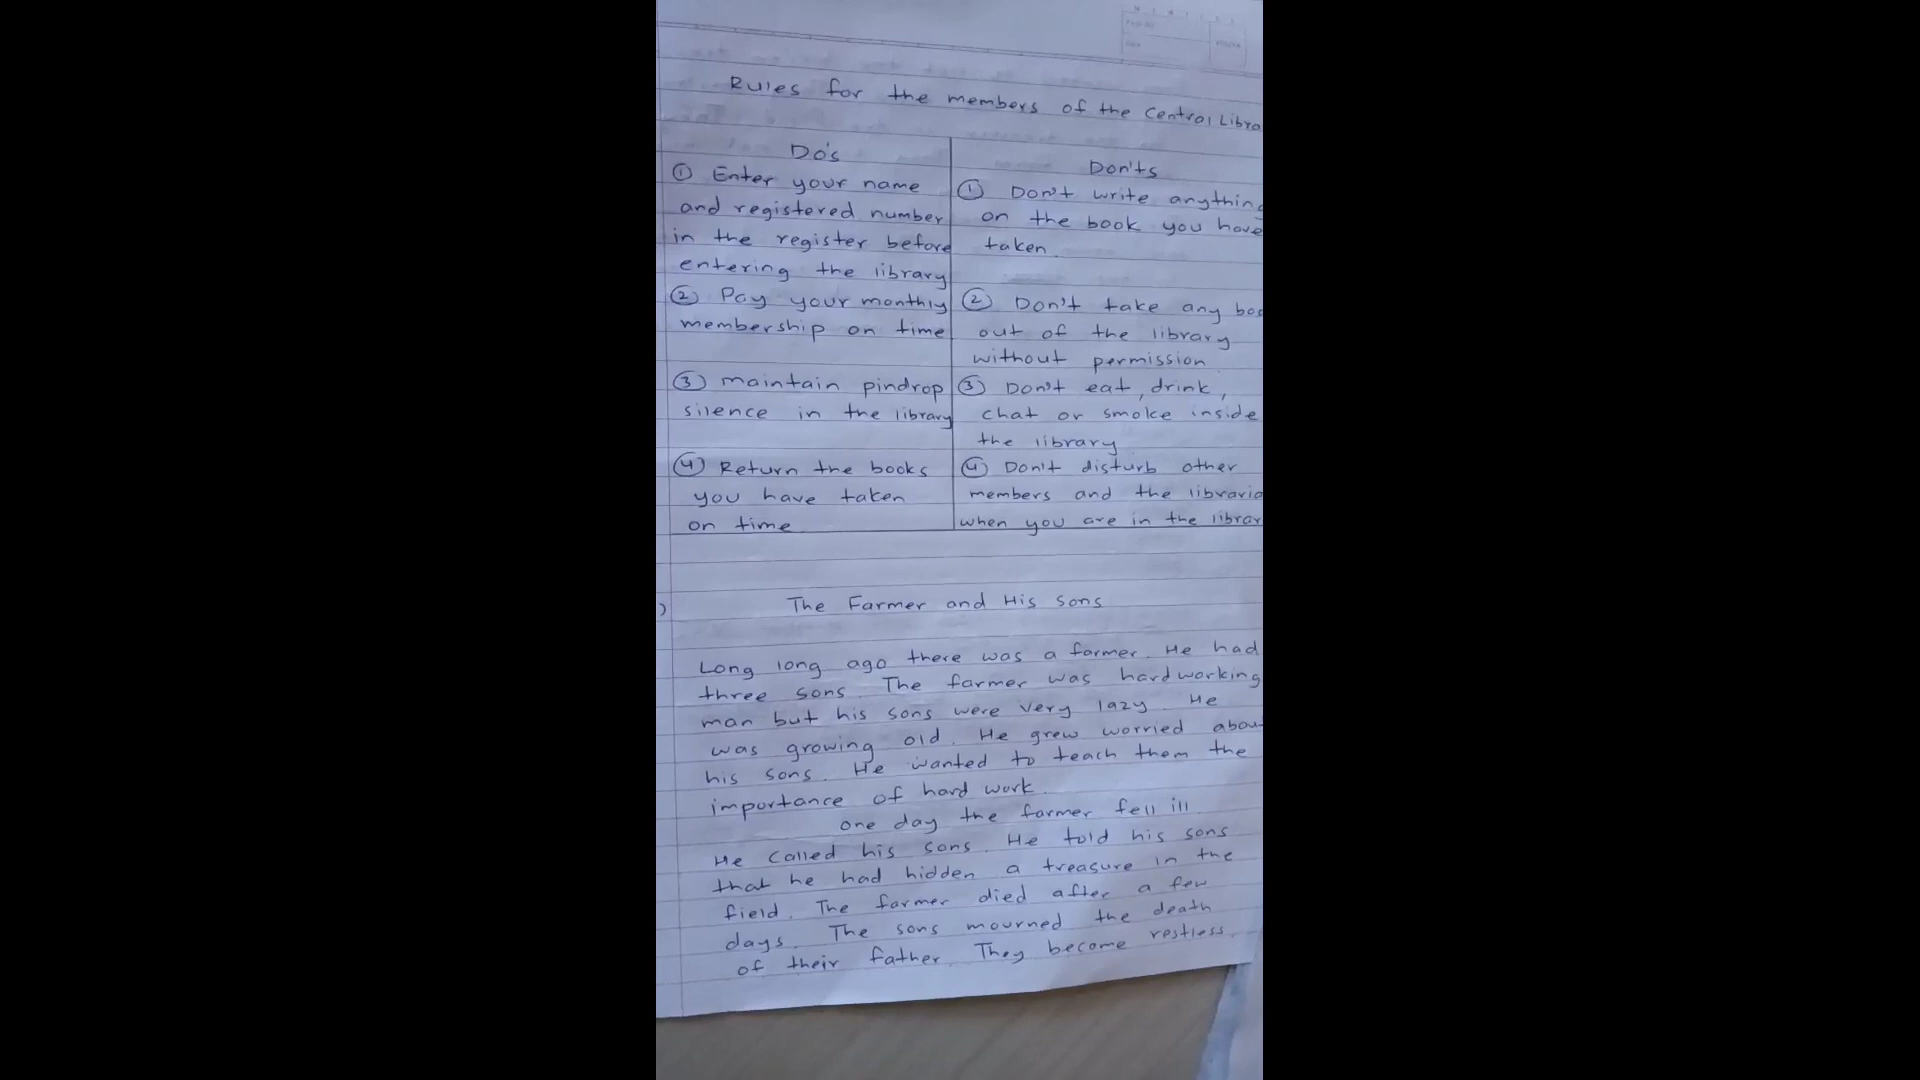 Rules for the members of the Central Libra
Do's
① Enter your name
and registered number
in the register before
entering the library
② Pay your monthly
membership on time
③ maintain pindrop
silence in the library
④ Return the books
you have taken
on time
Don'ts
① Don't write anything
on the book you have
taken.
② Don't take any boo
out of the library
without permission.
③ Don't eat, drink,
chat or smoke inside
the library
④ Don't disturb other
members and the libraria
when you are in the librar
)
The Farmer and His sons
Long long ago there was a farmer. He had
three sons. The farmer was hardworking
man but his sons were very lazy. He
was growing old. He grew worried abou
his sons. He wanted to teach them the
importance of hard work.
one day the farmer fell ill
He called his sons. He told his sons
that he had hidden a treasure in the
field. The farmer died after a few
days. The sons mourned the death
of their father. They become restless.